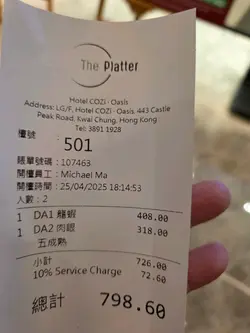 The Platter
Hotel COZi · Oasis
Address: LG/F, Hotel COZi · Oasis, 443 Castle
Peak Road, Kwai Chung, Hong Kong
Tel: 3891 1928
檯號
501
賬單號碼 : 107463
開檯員工 : Michael Ma
開檯時間 : 25/04/2025 18:14:53
人數 : 2
1 DA1 龍蝦 408.00
1 DA2 肉眼 318.00
五成熟
小計 726.00
10% Service Charge 72.60
總計 798.60